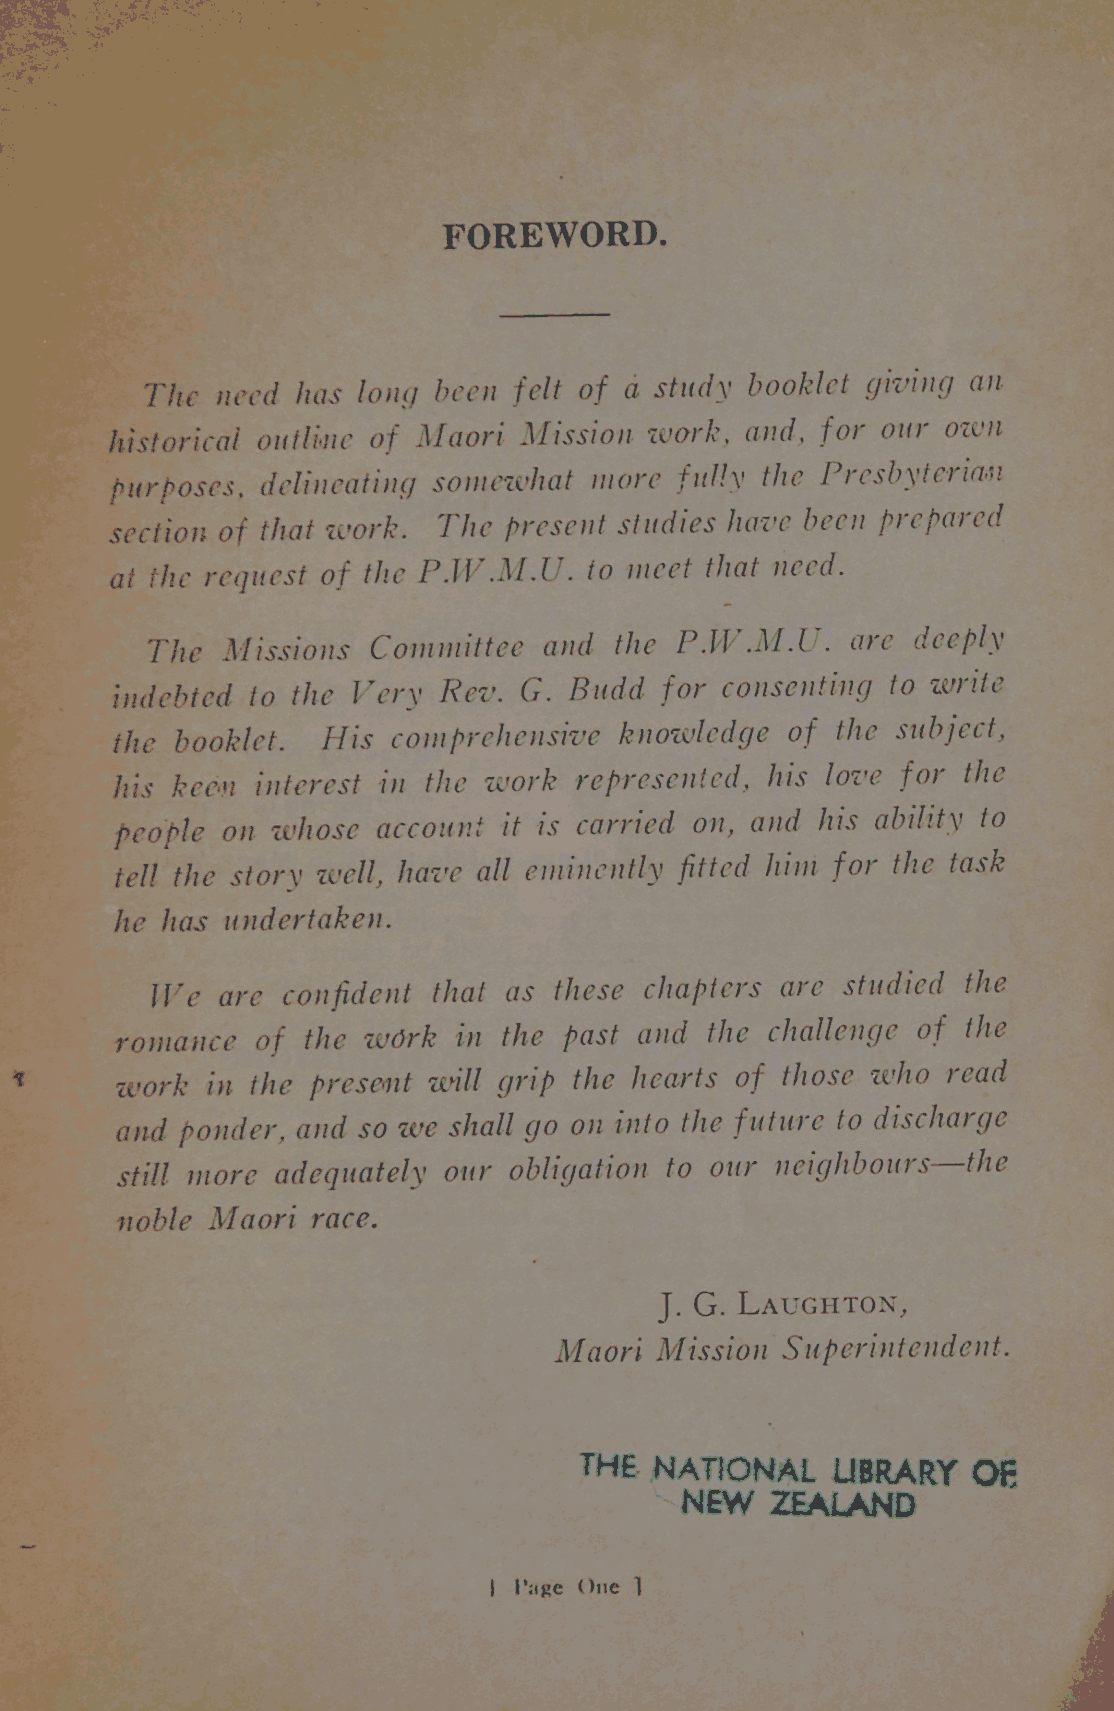 FOREWORD.
The need has long been felt of a study booklet giving an
historical outline of Maori Mission work, and, for our own
purposes, delineating somewhat more fully the Presbyterian
section of that work. The present studies have been prepared
at the request of the P.W.M.U. to meet that need.
The Missions Committee and the P.W.M.U. are deeply
indebted to the Very Rev. G. Budd for consenting to write
the booklet. His comprehensive knowledge of the subject,
his keen interest in the work represented, his love for the
people on whose account it is carried on, and his ability to
tell the story well, have all eminently fitted him for the task
he has undertaken.
We are confident that as these chapters are studied the
romance of the work in the past and the challenge of the
work in the present will grip the hearts of those who read
and ponder, and so we shall go on into the future to discharge
still more adequately our obligation to our neighbours—the
noble Maori race.
J. G. LAUGHTON,
Maori Mission Superintendent.
THE NATIONAL LIBRARY OF
NEW ZEALAND
[ Page One ]